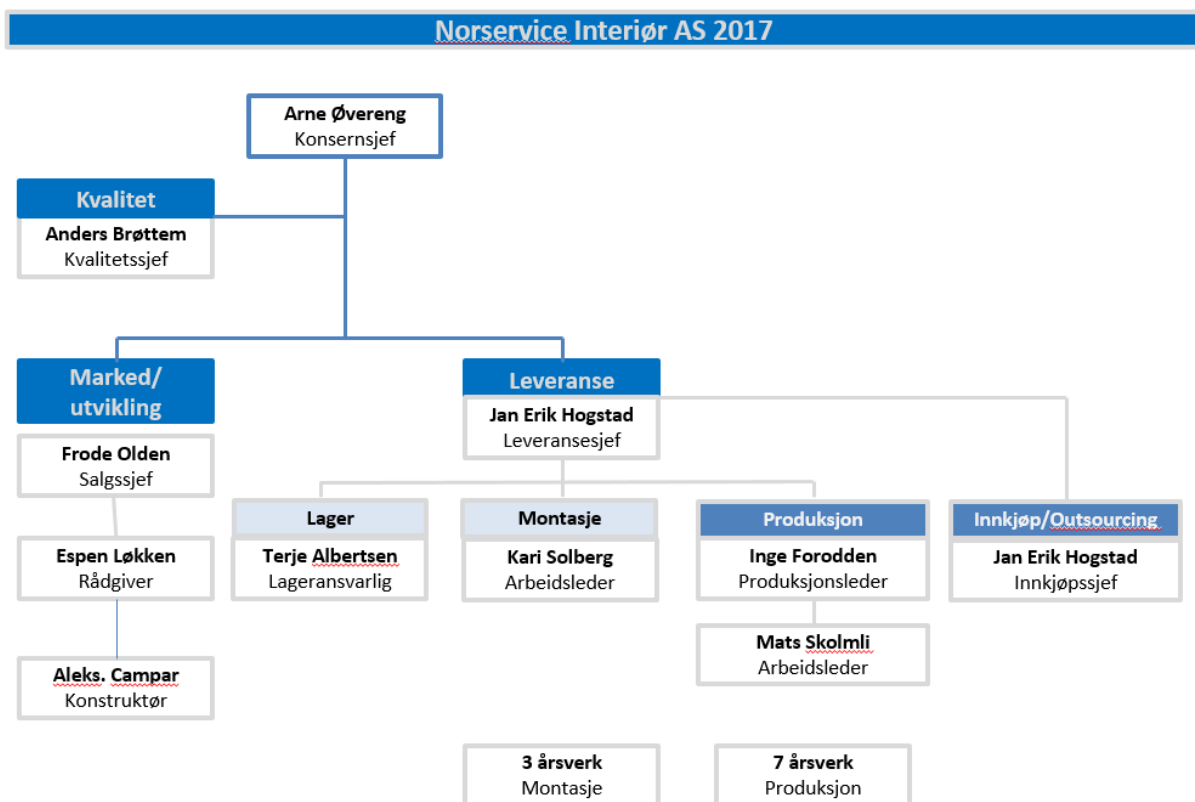 Norservice Interiør AS 2017
Arne Øvereng
Konsernsjef
Kvalitet
Anders Brøttem
Kvalitetssjef
Marked/
utvikling
Frode Olden
Salgssjef
Espen Løkken
Rådgiver
Aleks. Campar
Konstruktør
Leveranse
Jan Erik Hogstad
Leveransesjef
Lager
Terje Albertsen
Lageransvarlig
Montasje
Kari Solberg
Arbeidsleder
Produksjon
Inge Forodden
Produksjonsleder
Mats Skolmli
Arbeidsleder
Innkjøp/Outsourcing
Jan Erik Hogstad
Innkjøpssjef
3 årsverk
Montasje
7 årsverk
Produksjon